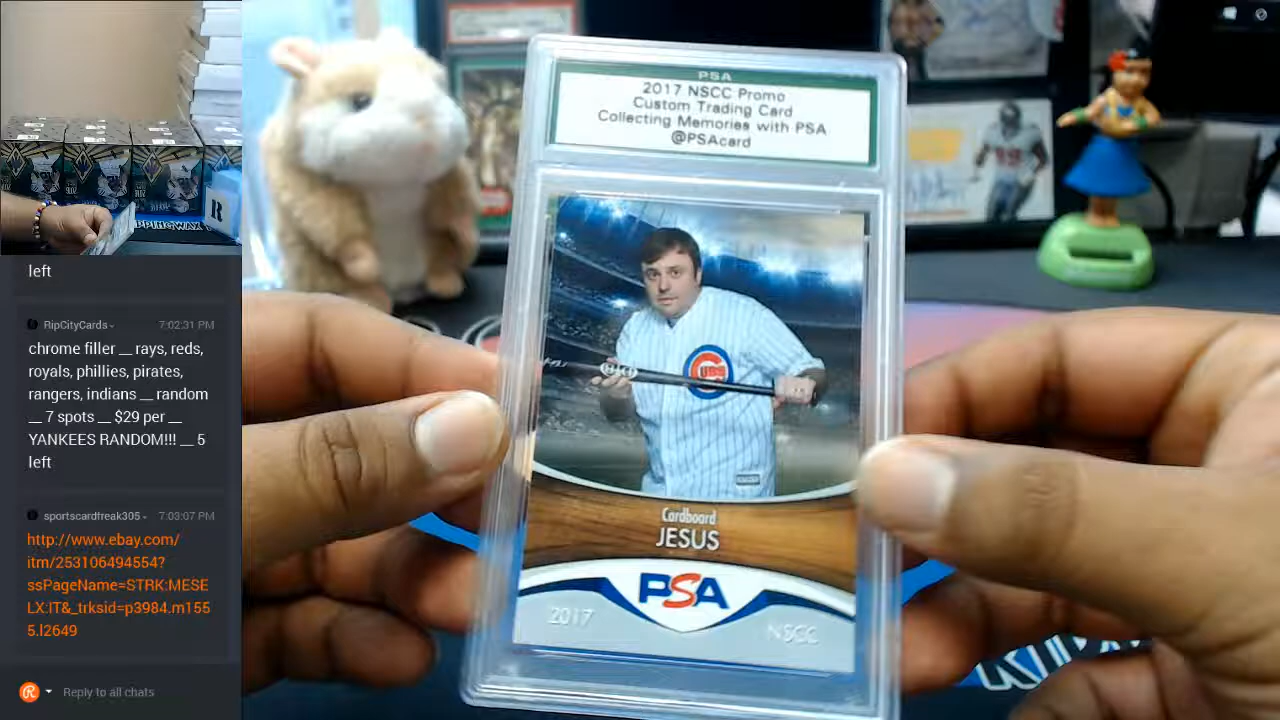 left
RipCityCards
7:02:31 PM
chrome filler __ rays, reds,
royals, phillies, pirates,
rangers, indians __ random
__ 7 spots __ $29 per __
YANKEES RANDOM!!! __ 5
left
sportscardfreak305
7:03:07 PM
http://www.ebay.com/
itm/253106494554?
ssPageName=STRK:MESE
LX:IT&_trksid=p3984.m155
5.l2649
Reply to all chats
PSA
2017 NSCC Promo
Custom Trading Card
Collecting Memories with PSA
@PSAcard
CUBS
Cardboard
JESUS
PSA
2017 NSCC
R